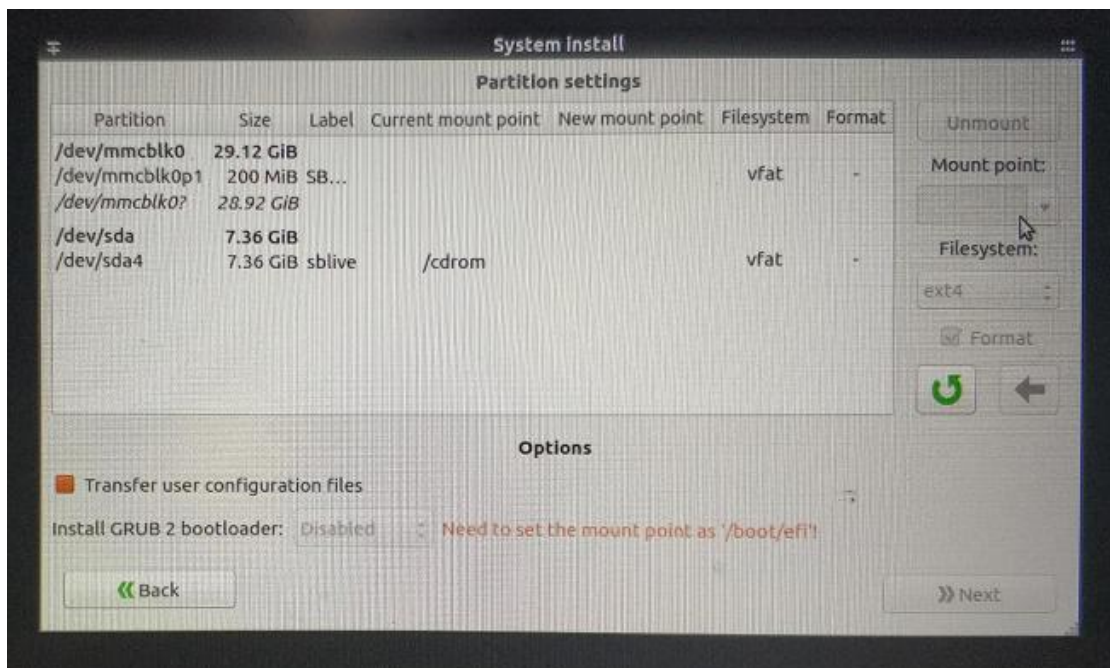 System install
Partition settings
Partition Size Label Current mount point New mount point Filesystem Format
/dev/mmcblk0 29.12 GiB
/dev/mmcblk0p1 200 MiB SB... vfat -
/dev/mmcblk0? 28.92 GiB
/dev/sda 7.36 GiB
/dev/sda4 7.36 GiB sblive /cdrom vfat -
Unmount
Mount point:
Filesystem:
ext4
Format
Options
Transfer user configuration files
Install GRUB 2 bootloader: Disabled Need to set the mount point as '/boot/efi'!
Back
Next